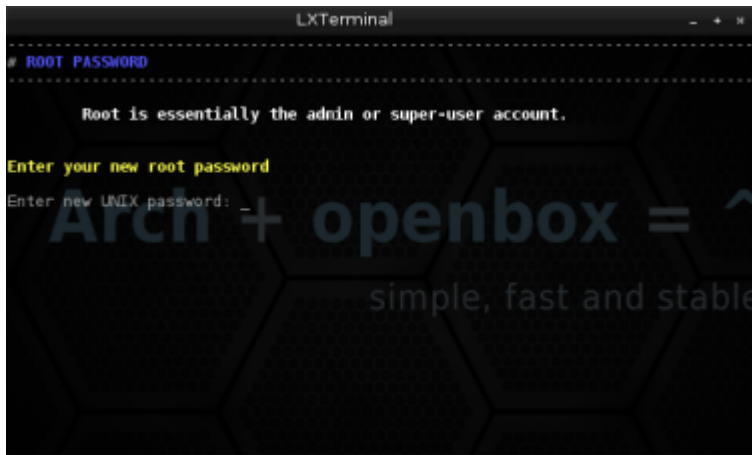 LXTerminal
# ROOT PASSWORD
Root is essentially the admin or super-user account.
Enter your new root password
Enter new UNIX password: _
Arch + openbox = ^
simple, fast and stable